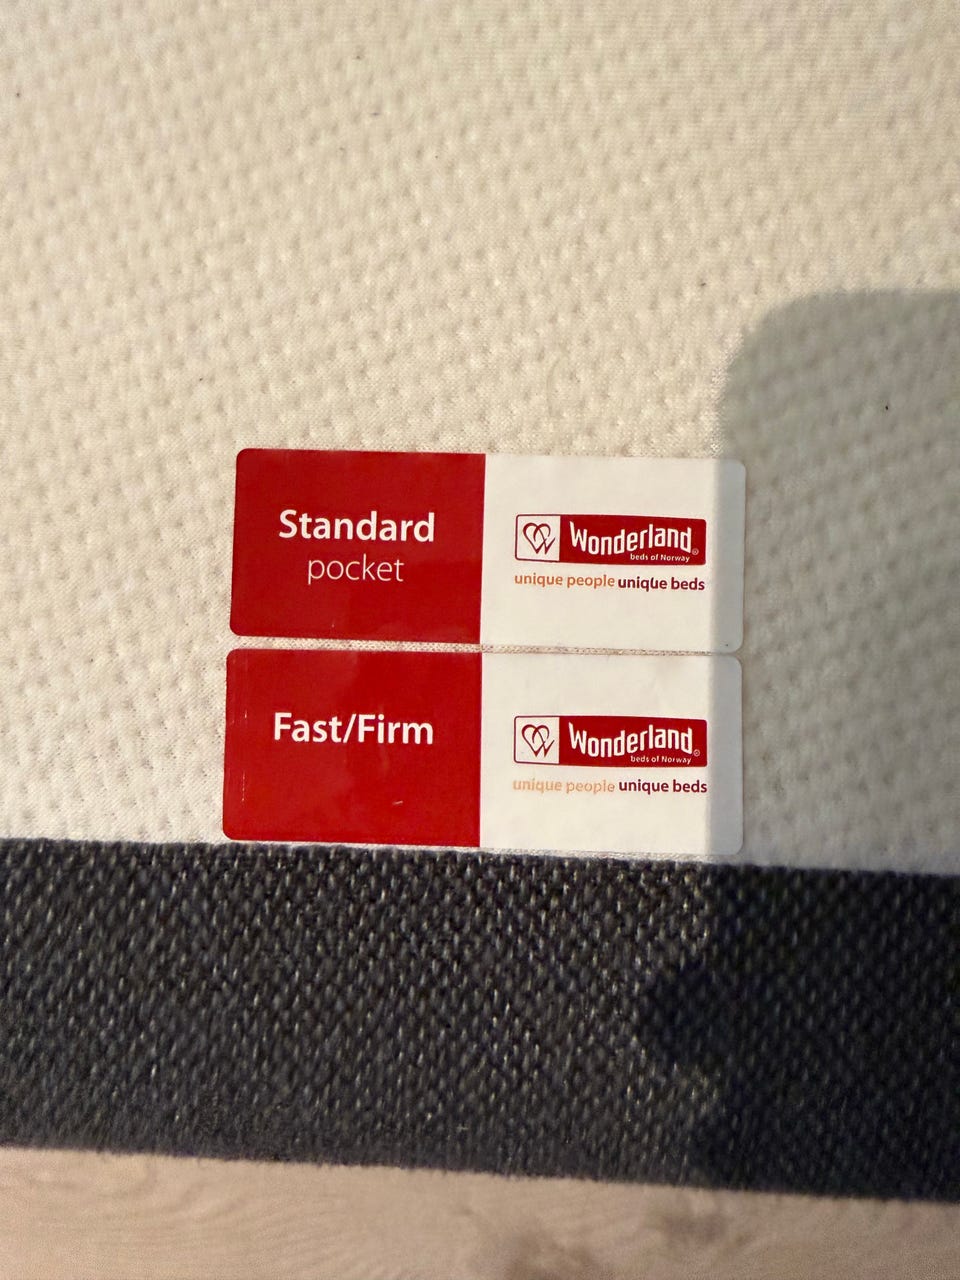 Standard
pocket
Wonderland®
beds of Norway
unique people unique beds
Fast/Firm
Wonderland®
beds of Norway
unique people unique beds